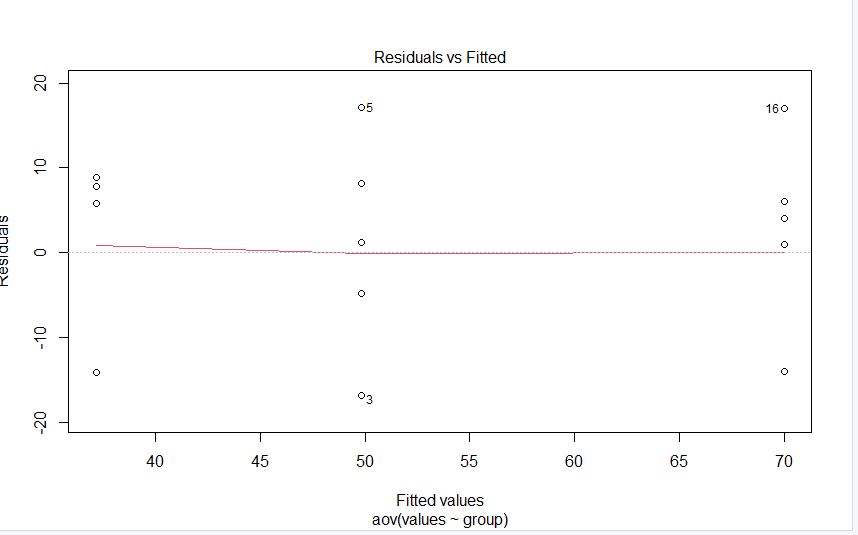 Residuals vs Fitted
Residuals
20
10
0
-10
-20
5
16
3
40 45 50 55 60 65 70
Fitted values
aov(values ~ group)